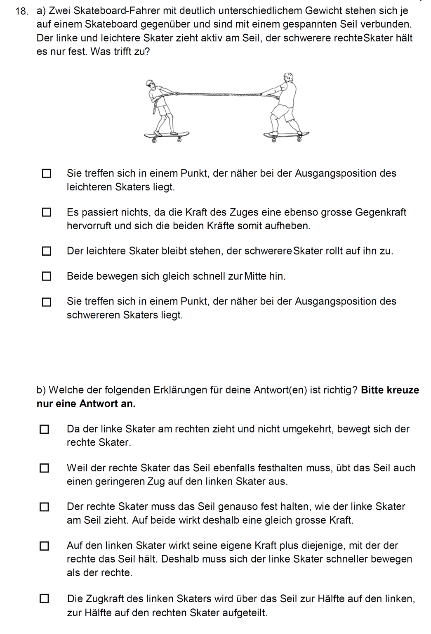 18. a) Zwei Skateboard-Fahrer mit deutlich unterschiedlichem Gewicht stehen sich je
auf einem Skateboard gegenüber und sind mit einem gespannten Seil verbunden.
Der linke und leichtere Skater zieht aktiv am Seil, der schwerere rechteSkater hält
es nur fest. Was trifft zu?
Sie treffen sich in einem Punkt, der näher bei der Ausgangsposition des
leichteren Skaters liegt.
Es passiert nichts, da die Kraft des Zuges eine ebenso grosse Gegenkraft
hervorruft und sich die beiden Kräfte somit aufheben.
Der leichtere Skater bleibt stehen, der schwerere Skater rollt auf ihn zu.
Beide bewegen sich gleich schnell zur Mitte hin.
Sie treffen sich in einem Punkt, der näher bei der Ausgangsposition des
schwereren Skaters liegt.
b) Welche der folgenden Erklärungen für deine Antwort(en) ist richtig? Bitte kreuze
nur eine Antwort an.
Da der linke Skater am rechten zieht und nicht umgekehrt, bewegt sich der
rechte Skater.
Weil der rechte Skater das Seil ebenfalls festhalten muss, übt das Seil auch
einen geringeren Zug auf den linken Skater aus.
Der rechte Skater muss das Seil genauso fest halten, wie der linke Skater
am Seil zieht. Auf beide wirkt deshalb eine gleich grosse Kraft.
Auf den linken Skater wirkt seine eigene Kraft plus diejenige, mit der der
rechte das Seil hält. Deshalb muss sich der linke Skater schneller bewegen
als der rechte.
Die Zugkraft des linken Skaters wird über das Seil zur Hälfte auf den linken,
zur Hälfte auf den rechten Skater aufgeteilt.